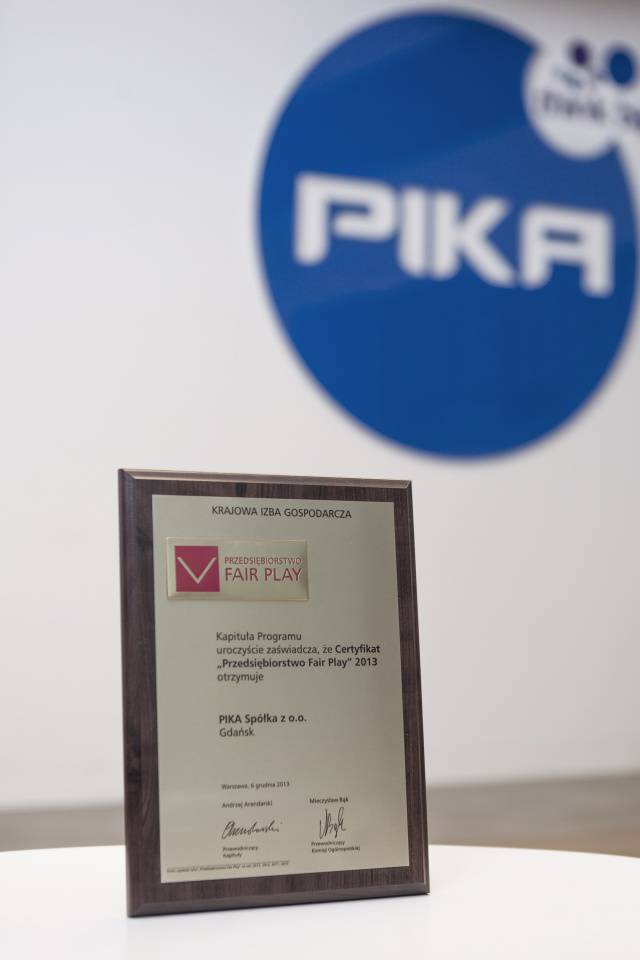 PIKA
KRAJOWA IZBA GOSPODARCZA
PRZEDSIĘBIORSTWO
FAIR PLAY
Kapituła Programu
uroczyście zaświadcza, że Certyfikat
„Przedsiębiorstwo Fair Play” 2013
otrzymuje
PIKA Spółka z o.o.
Gdańsk
Warszawa, 6 grudnia 2013
Andrzej Arendarski
Mieczysław Bąk
Przewodniczący
Kapituły
Przewodniczący
Komisji Ogólnopolskiej